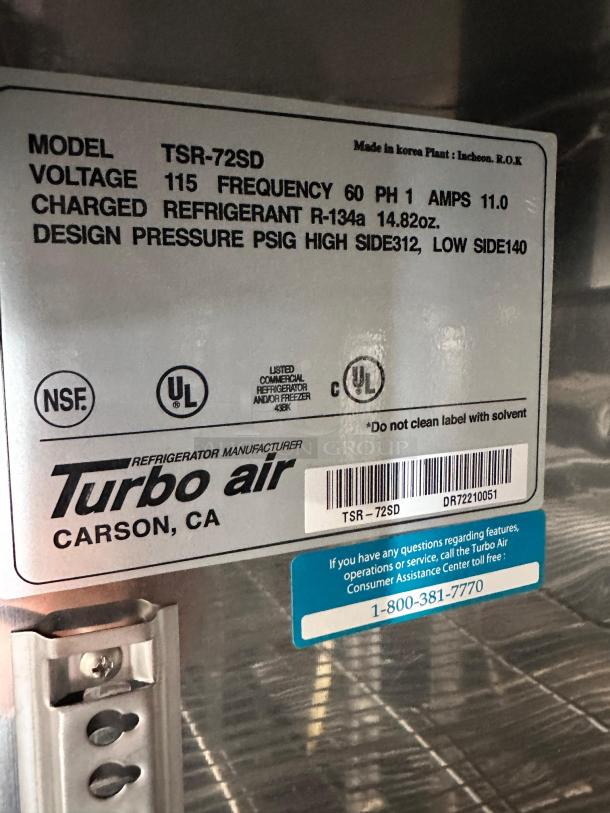 MODEL TSR-72SD Made in korea Plant : Incheon. R.O.K
VOLTAGE 115 FREQUENCY 60 PH 1 AMPS 11.0
CHARGED REFRIGERANT R-134a 14.82oz.
DESIGN PRESSURE PSIG HIGH SIDE312, LOW SIDE140
NSF.
UL
®
LISTED
COMMERCIAL
REFRIGERATOR
AND/OR FREEZER
43BK
C UL
*Do not clean label with solvent
REFRIGERATOR MANUFACTURER
Turbo air
CARSON, CA
TSR-72SD DR72210051
If you have any questions regarding features,
operations or service, call the Turbo Air
Consumer Assistance Center toll free :
1-800-381-7770